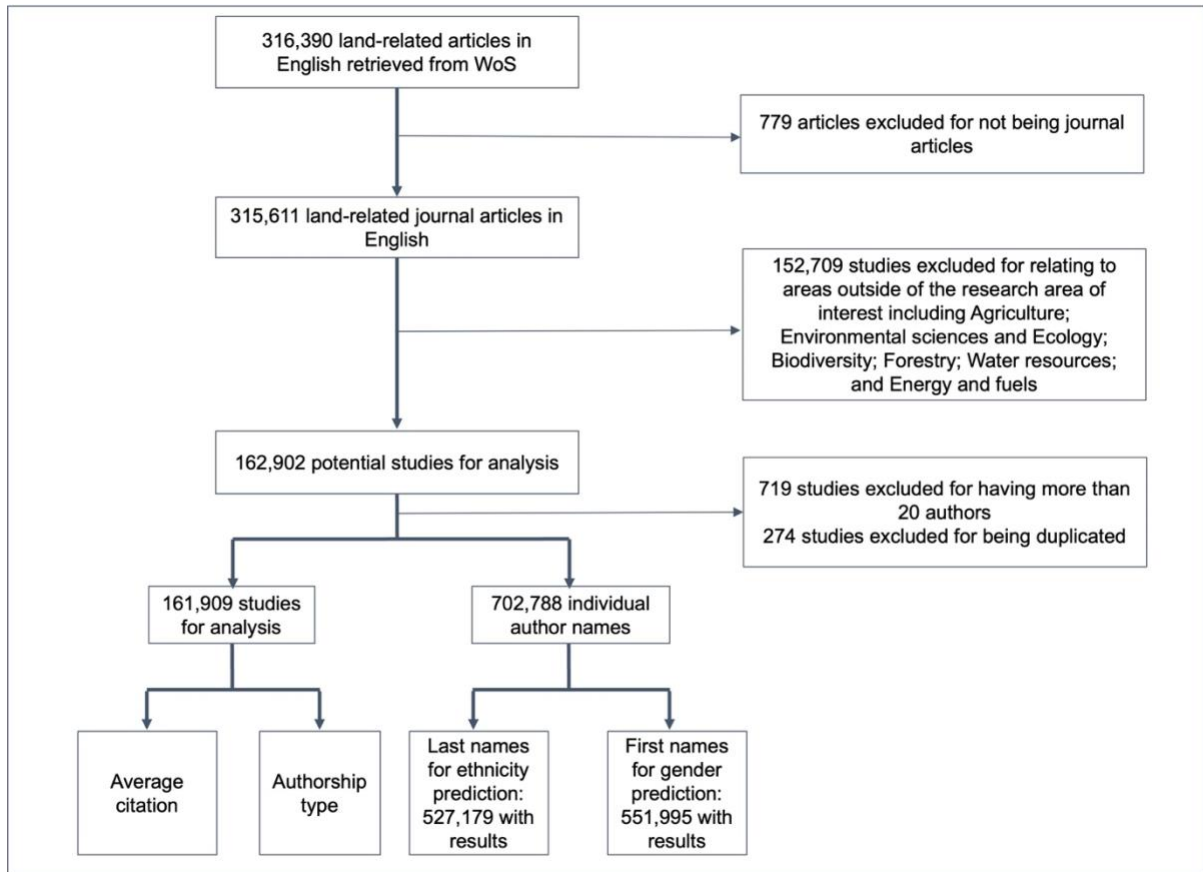 316,390 land-related articles in
English retrieved from WoS
779 articles excluded for not being journal
articles
315,611 land-related journal articles in
English
152,709 studies excluded for relating to
areas outside of the research area of
interest including Agriculture;
Environmental sciences and Ecology;
Biodiversity; Forestry; Water resources;
and Energy and fuels
162,902 potential studies for analysis
719 studies excluded for having more than
20 authors
274 studies excluded for being duplicated
161,909 studies
for analysis
702,788 individual
author names
Average
citation
Authorship
type
Last names
for ethnicity
prediction:
527,179 with
results
First names
for gender
prediction:
551,995 with
results